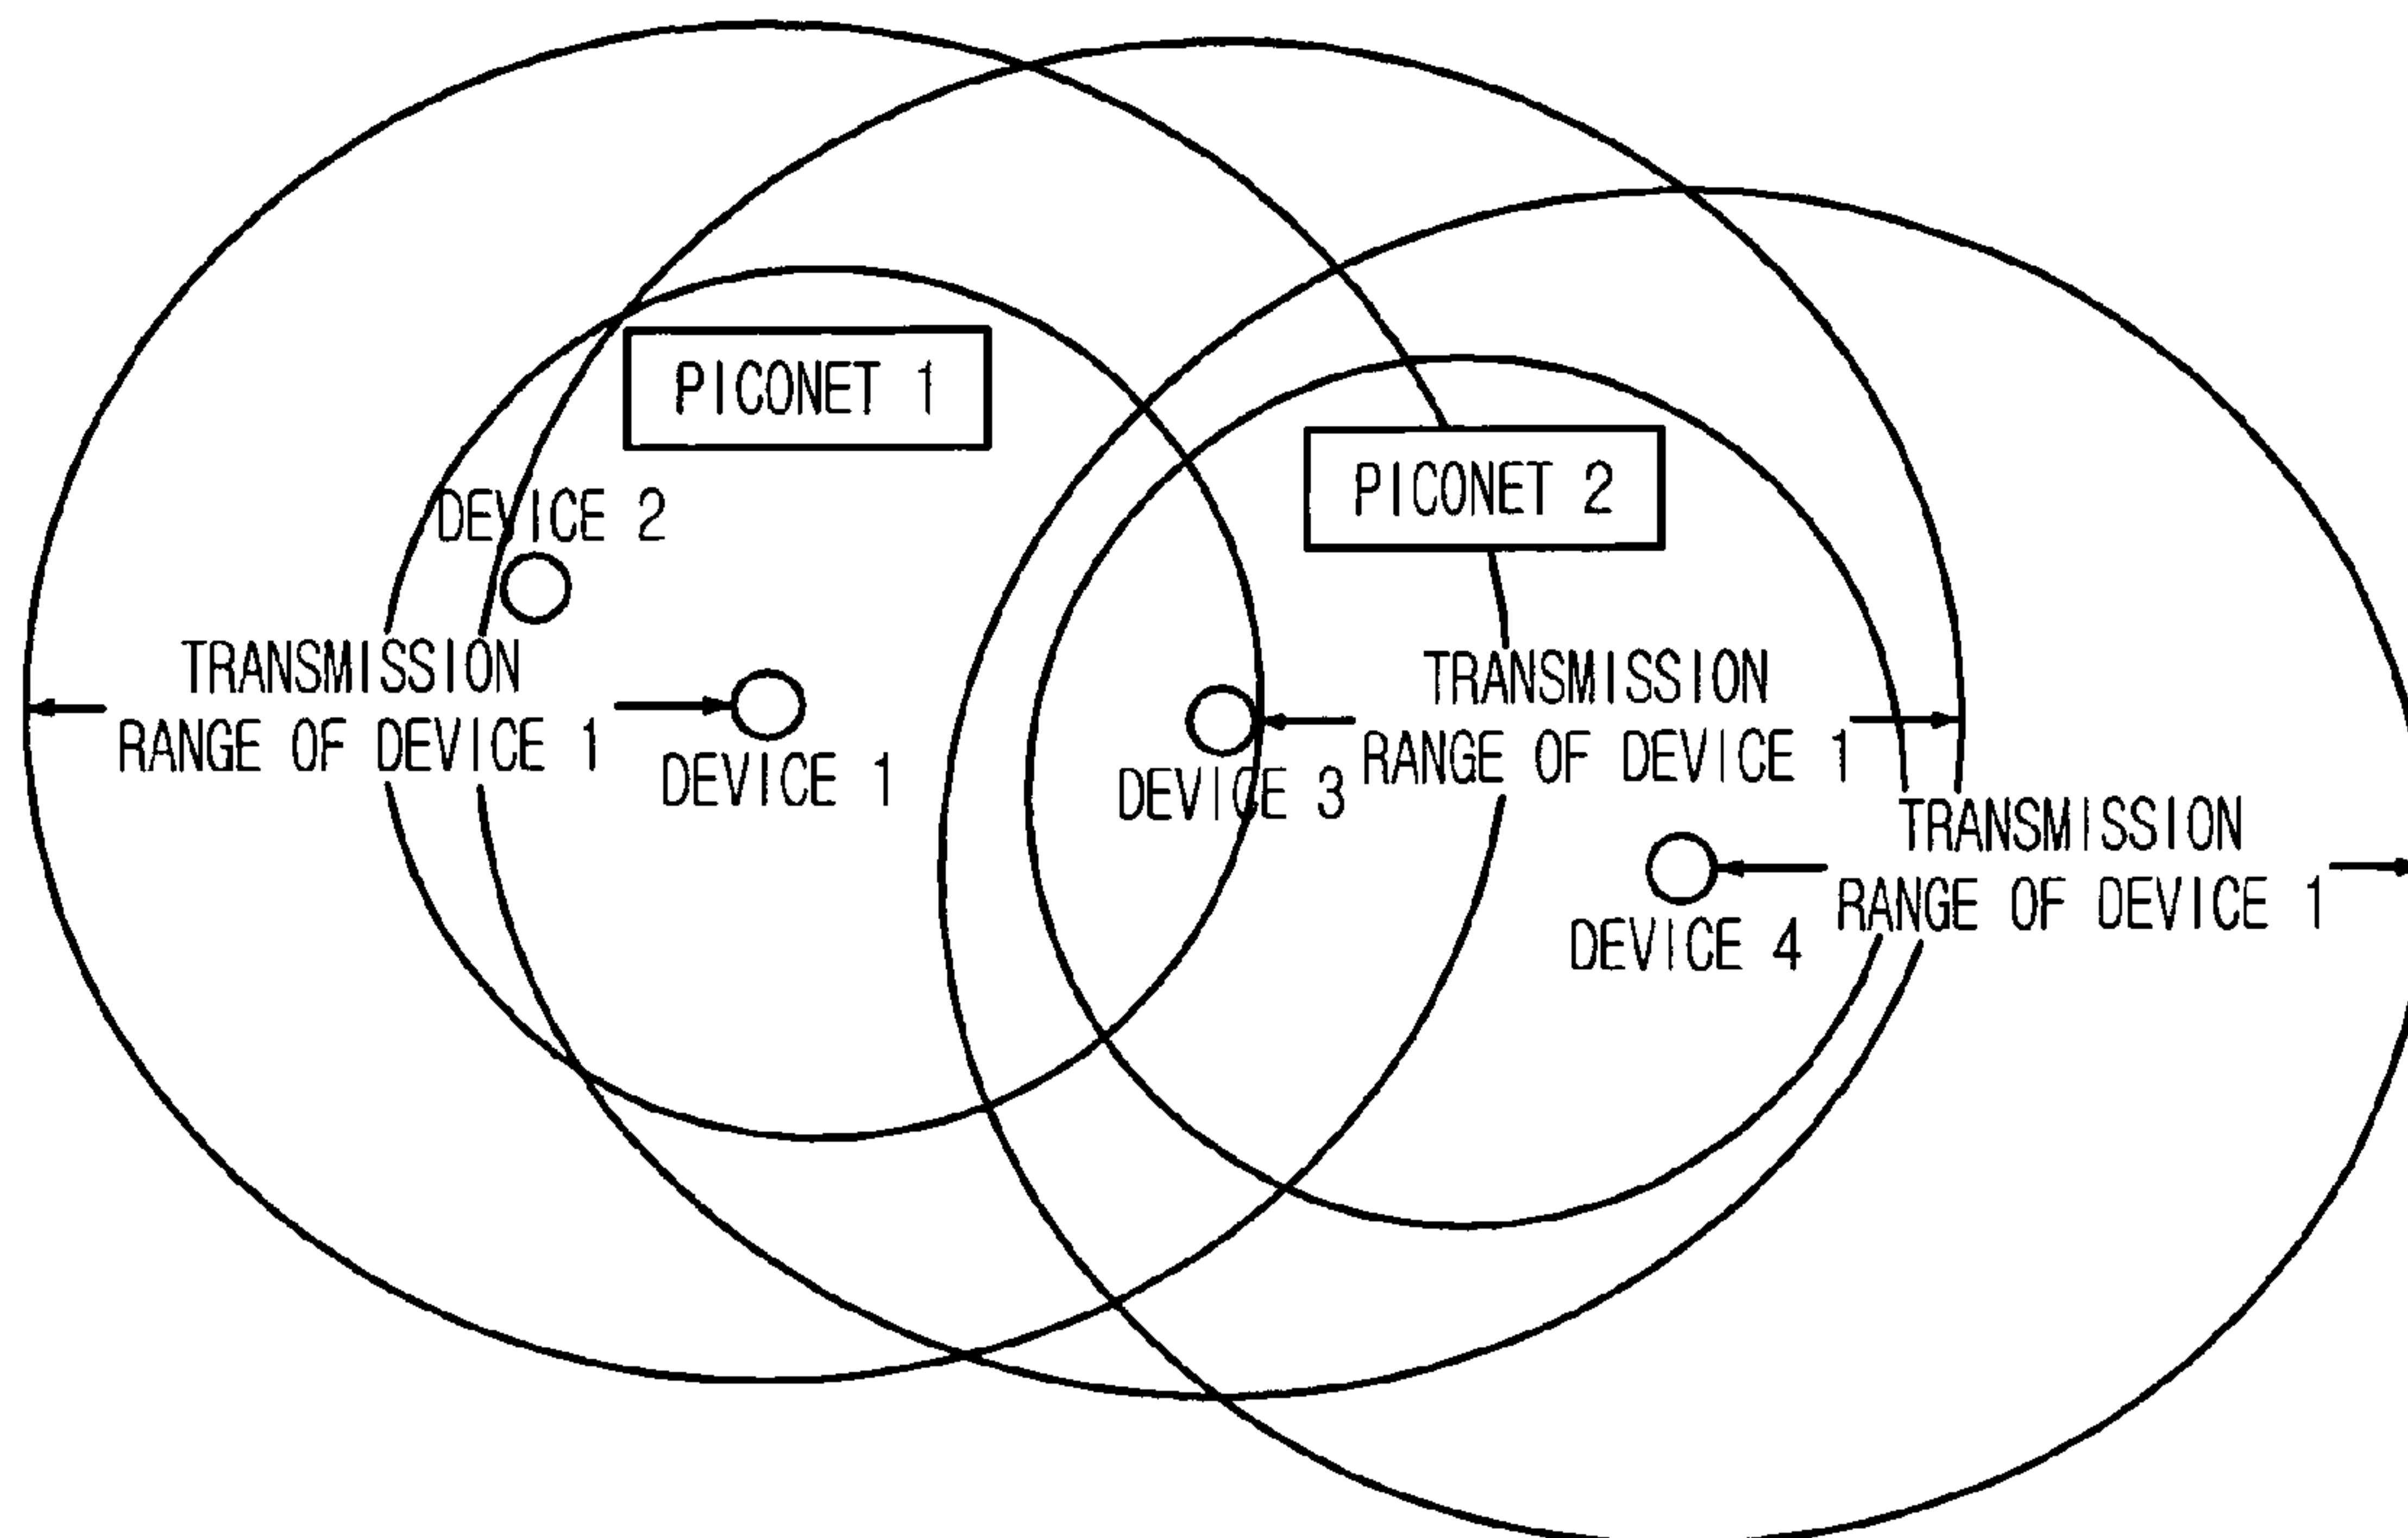 PICONET 1
PICONET 2
DEVICE 2
TRANSMISSION
RANGE OF DEVICE 1
DEVICE 1
DEVICE 3
TRANSMISSION
RANGE OF DEVICE 1
TRANSMISSION
RANGE OF DEVICE 1
DEVICE 4